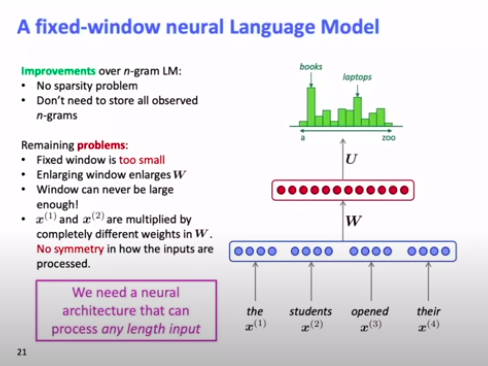 A fixed-window neural Language Model
Improvements over n-gram LM:
• No sparsity problem
• Don't need to store all observed
n-grams
Remaining problems:
• Fixed window is too small
• Enlarging window enlarges W
• Window can never be large
enough!
• x⁽¹⁾ and x⁽²⁾ are multiplied by
completely different weights in W.
No symmetry in how the inputs are
processed.
We need a neural
architecture that can
process any length input
books
laptops
a zoo
U
W
the students opened their
x⁽¹⁾ x⁽²⁾ x⁽³⁾ x⁽⁴⁾
21